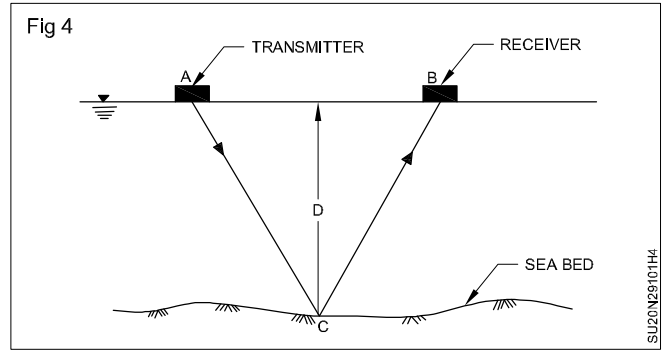 Fig 4
TRANSMITTER
RECEIVER
A
B
D
SEA BED
C
SU20N29101H4